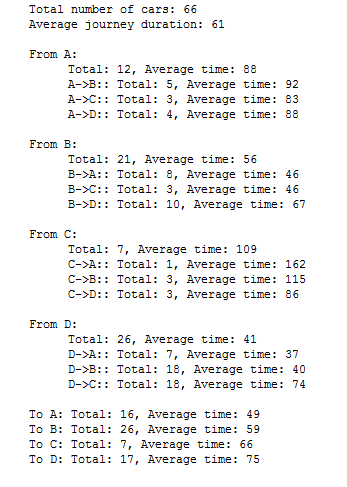 Total number of cars: 66
Average journey duration: 61
From A:
Total: 12, Average time: 88
A->B:: Total: 5, Average time: 92
A->C:: Total: 3, Average time: 83
A->D:: Total: 4, Average time: 88
From B:
Total: 21, Average time: 56
B->A:: Total: 8, Average time: 46
B->C:: Total: 3, Average time: 46
B->D:: Total: 10, Average time: 67
From C:
Total: 7, Average time: 109
C->A:: Total: 1, Average time: 162
C->B:: Total: 3, Average time: 115
C->D:: Total: 3, Average time: 86
From D:
Total: 26, Average time: 41
D->A:: Total: 7, Average time: 37
D->B:: Total: 18, Average time: 40
D->C:: Total: 18, Average time: 74
To A: Total: 16, Average time: 49
To B: Total: 26, Average time: 59
To C: Total: 7, Average time: 66
To D: Total: 17, Average time: 75